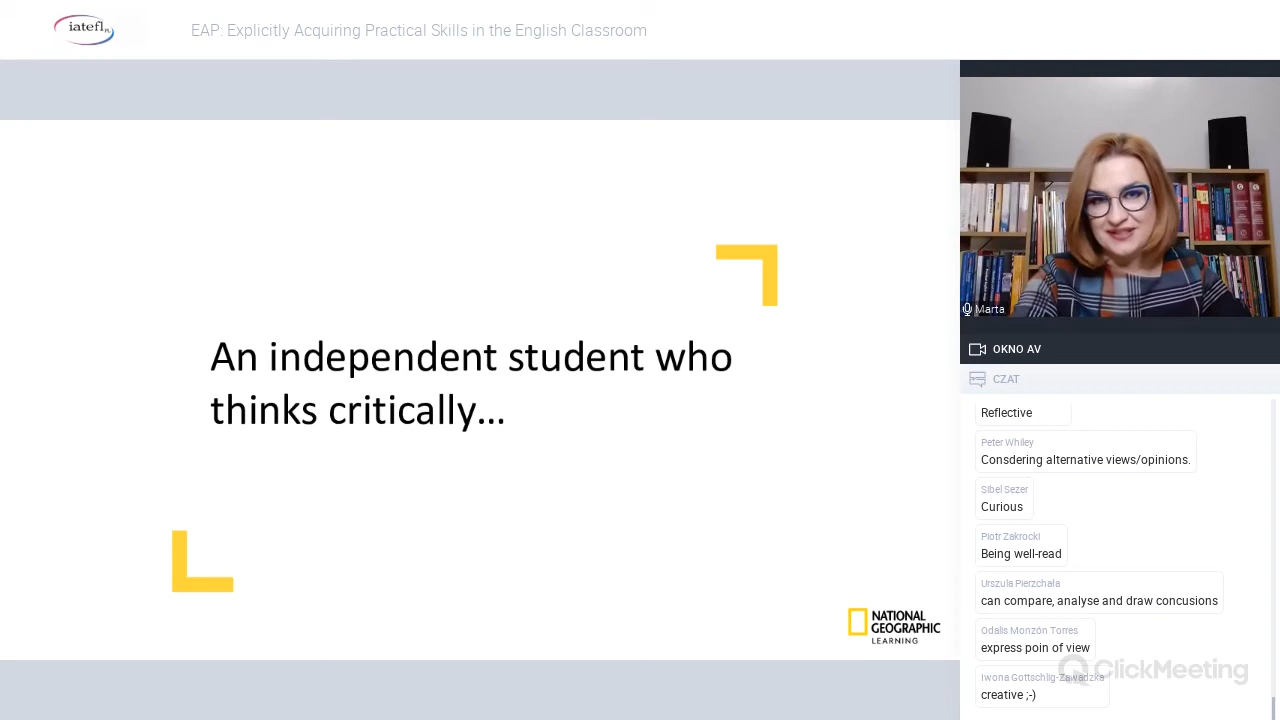 iatefl PL
EAP: Explicitly Acquiring Practical Skills in the English Classroom
An independent student who
thinks critically...
NATIONAL
GEOGRAPHIC
LEARNING
Marta
OKNO AV
CZAT
Reflective
Peter Whiley
Consdering alternative views/opinions.
Sibel Sezer
Curious
Piotr Zakrocki
Being well-read
Urszula Pierzchała
can compare, analyse and draw concusions
Odalis Monzón Torres
express poin of view
Iwona Gottschlig-Zawadzka
creative ;-)
ClickMeeting